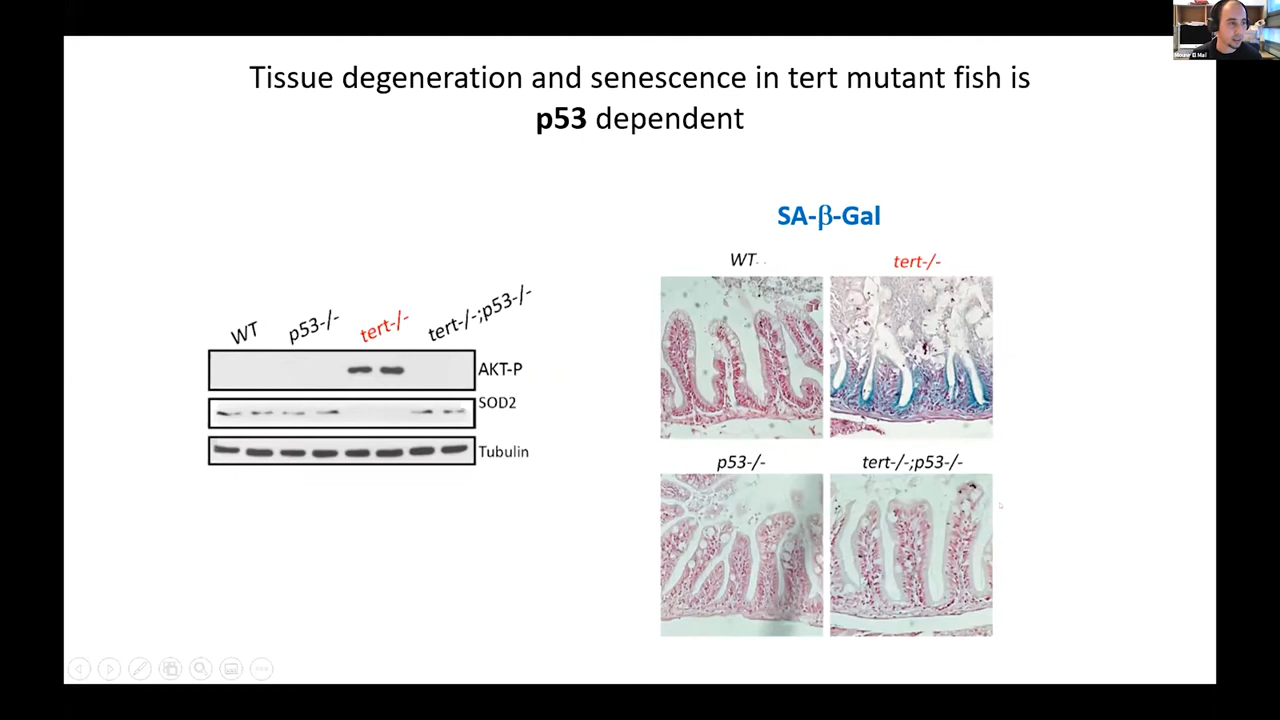 Tissue degeneration and senescence in tert mutant fish is
p53 dependent
SA-β-Gal
WT
tert-/-
WT
p53-/-
tert-/-
tert-/-;p53-/-
AKT-P
SOD2
Tubulin
p53-/-
tert-/-;p53-/-